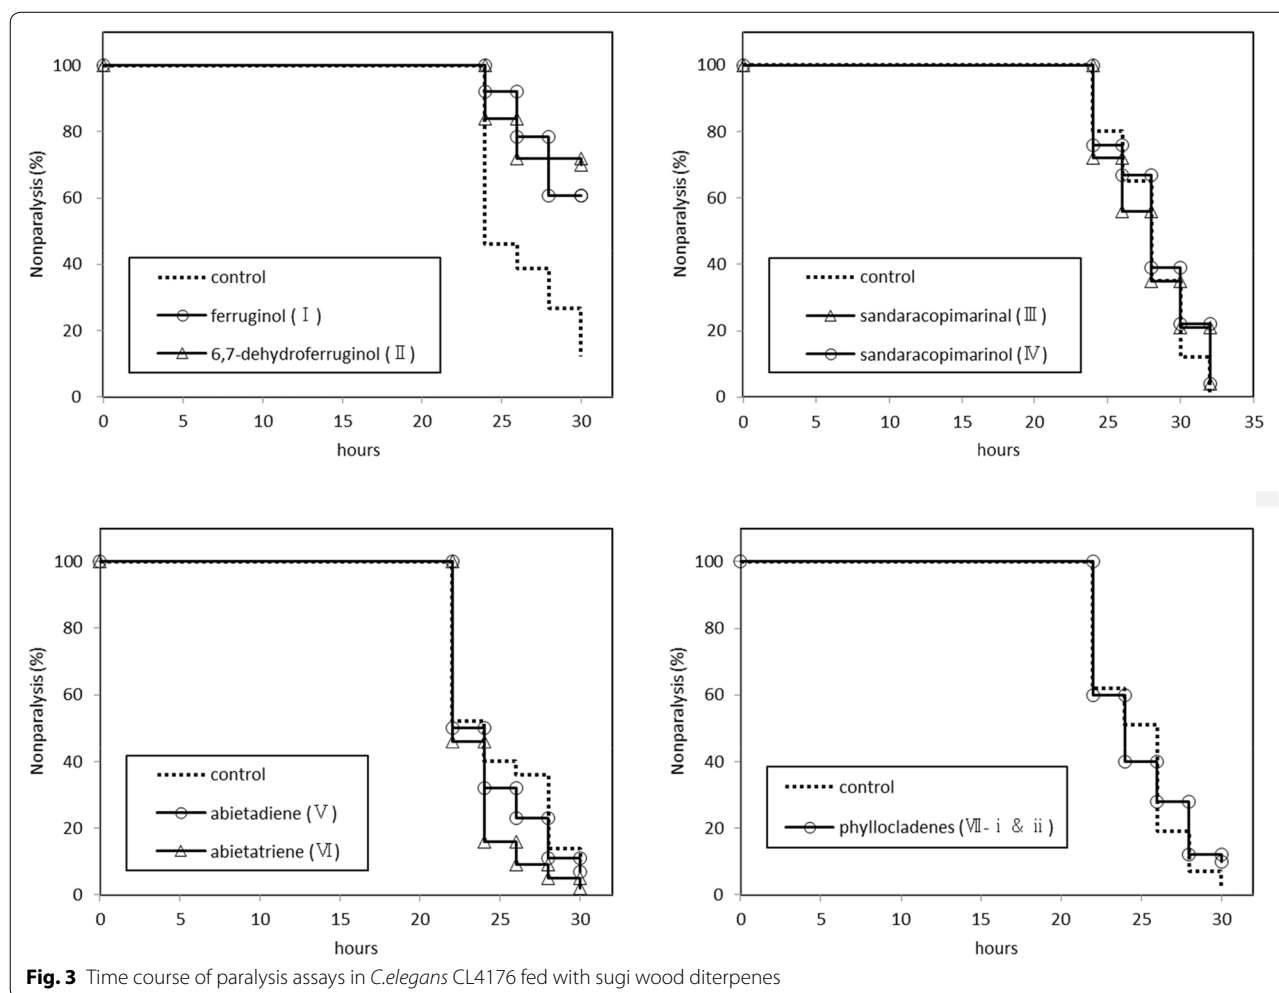 100
80
60
40
20
0
Nonparalysis (%)
control
ferruginol ( Ⅰ )
6,7-dehydroferruginol ( Ⅱ )
0 5 10 15 20 25 30
hours
100
80
60
40
20
0
Nonparalysis (%)
control
sandaracopimarinal (Ⅲ)
sandaracopimarinol (Ⅳ)
0 5 10 15 20 25 30 35
hours
100
80
60
40
20
0
Nonparalysis (%)
control
abietadiene (Ⅴ)
abietatriene (Ⅵ)
0 5 10 15 20 25 30
hours
100
80
60
40
20
0
Nonparalysis (%)
control
phyllocladenes (Ⅶ- i & ii)
0 5 10 15 20 25 30
hours
Fig. 3 Time course of paralysis assays in C.elegans CL4176 fed with sugi wood diterpenes